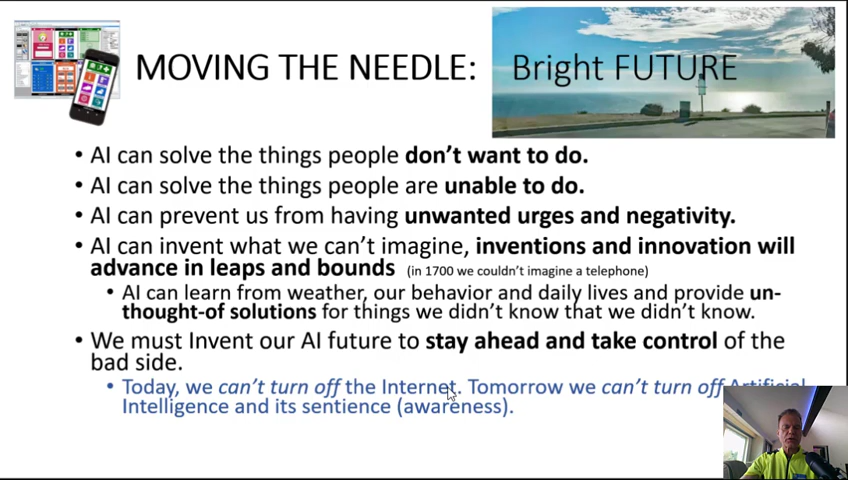 MOVING THE NEEDLE: Bright FUTURE
• AI can solve the things people don't want to do.
• AI can solve the things people are unable to do.
• AI can prevent us from having unwanted urges and negativity.
• AI can invent what we can't imagine, inventions and innovation will
advance in leaps and bounds (in 1700 we couldn't imagine a telephone)
• AI can learn from weather, our behavior and daily lives and provide un-
thought-of solutions for things we didn't know that we didn't know.
• We must Invent our AI future to stay ahead and take control of the
bad side.
• Today, we can't turn off the Internet. Tomorrow we can't turn off Artificial
Intelligence and its sentience (awareness).